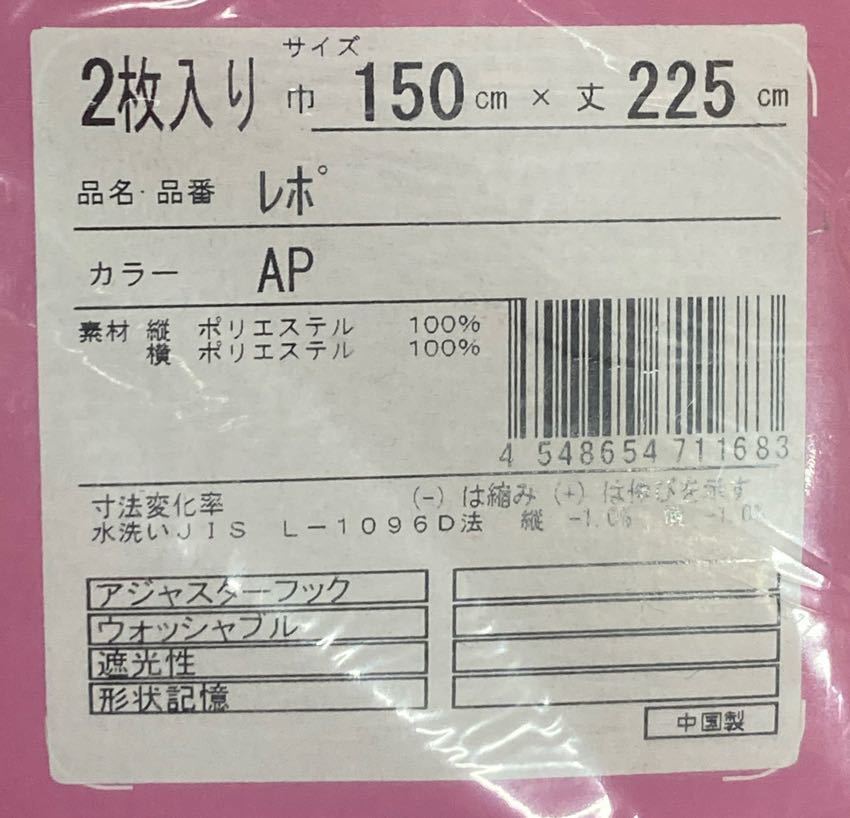 サイズ
2枚入り 巾 150cm × 丈 225cm
品名・品番 レポ
カラー AP
素材 縦 ポリエステル 100%
横 ポリエステル 100%
4 548654 711683
寸法変化率 (-)は縮み(+)は伸びを示す
水洗いJIS L-1096D法 縦 -1.0% 横 -1.0%
アジャスターフック
ウォッシャブル
遮光性
形状記憶
中国製